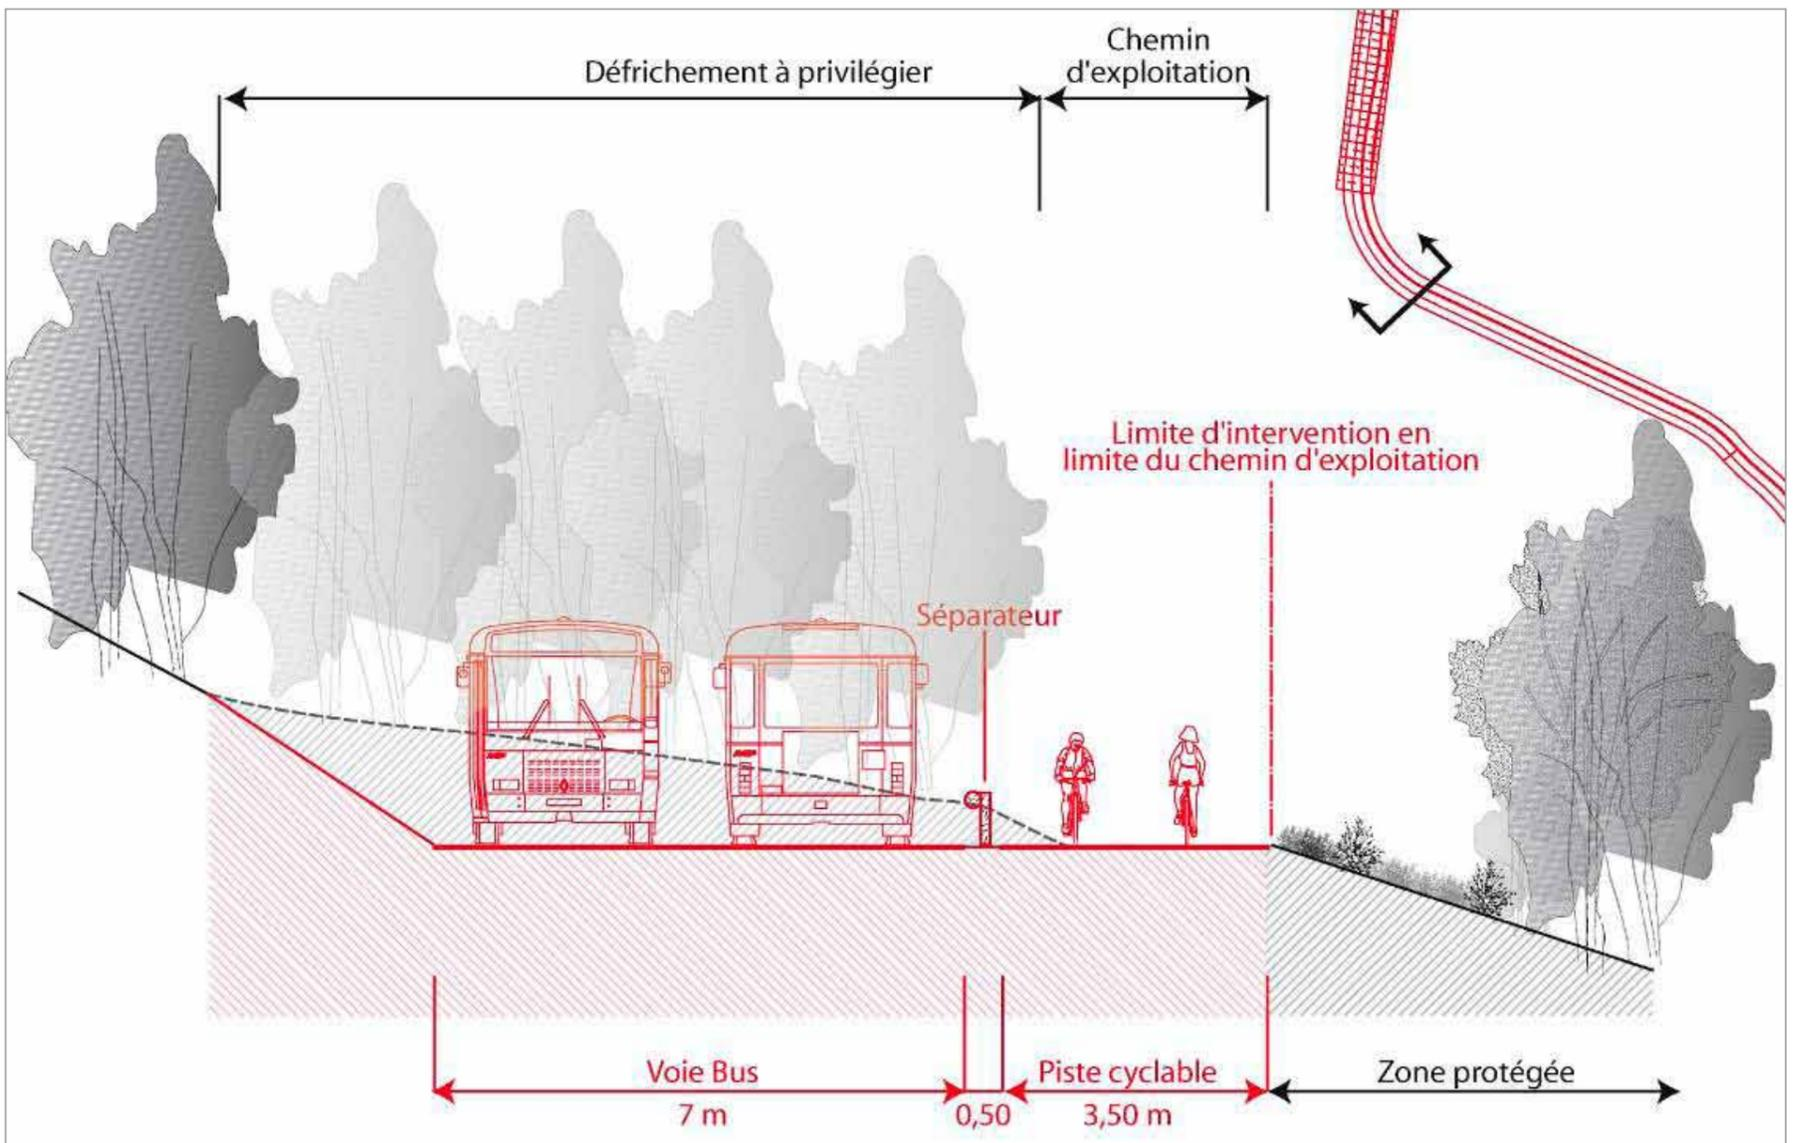 Chemin
Défrichement à privilégier
d'exploitation
Limite d'intervention en
limite du chemin d'exploitation
Séparateur
Voie Bus
Piste cyclable
Zone protégée
7 m
0,50
3,50 m